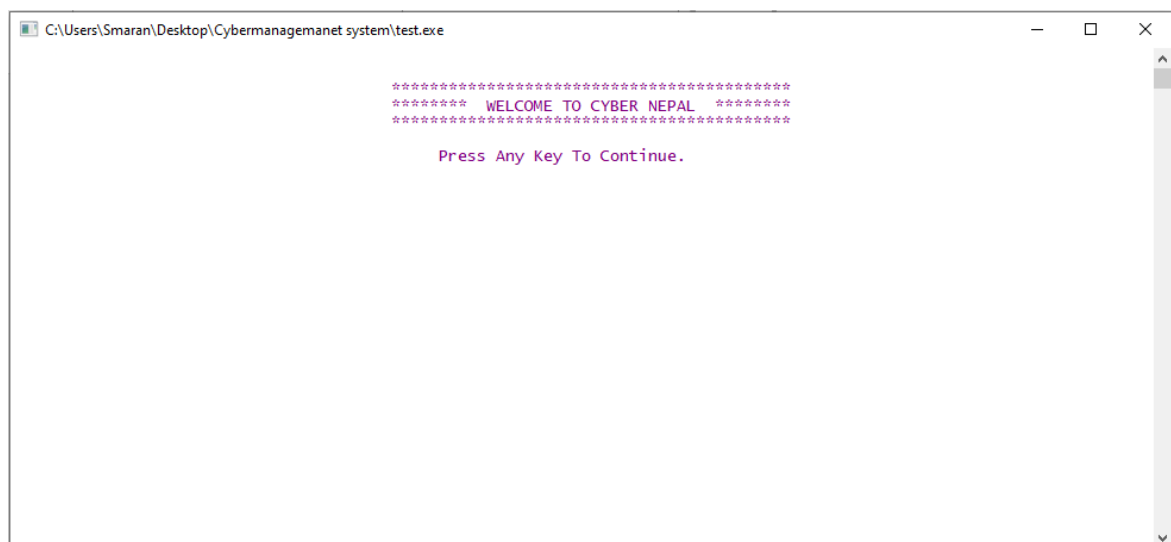 C:\Users\Smaran\Desktop\Cybermanagemanet system\test.exe
******************************************
******** WELCOME TO CYBER NEPAL ********
******************************************
Press Any Key To Continue.